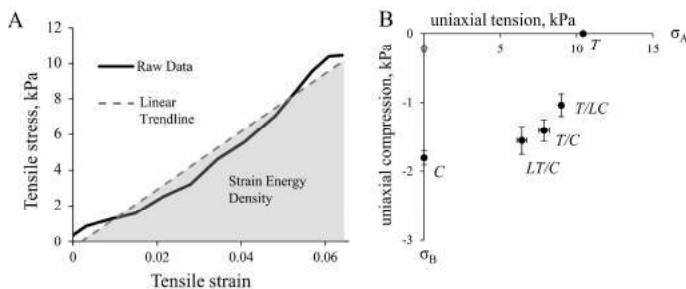 A
Tensile stress, kPa
12
10
8
6
4
2
0
Raw Data
Linear
Trendline
Strain Energy
Density
0
0.02
0.04
0.06
Tensile strain
B
uniaxial tension, kPa
0
5
10
15
σA
0
-1
-2
-3
uniaxial compression, kPa
T
T/LC
T/C
LT/C
C
σB